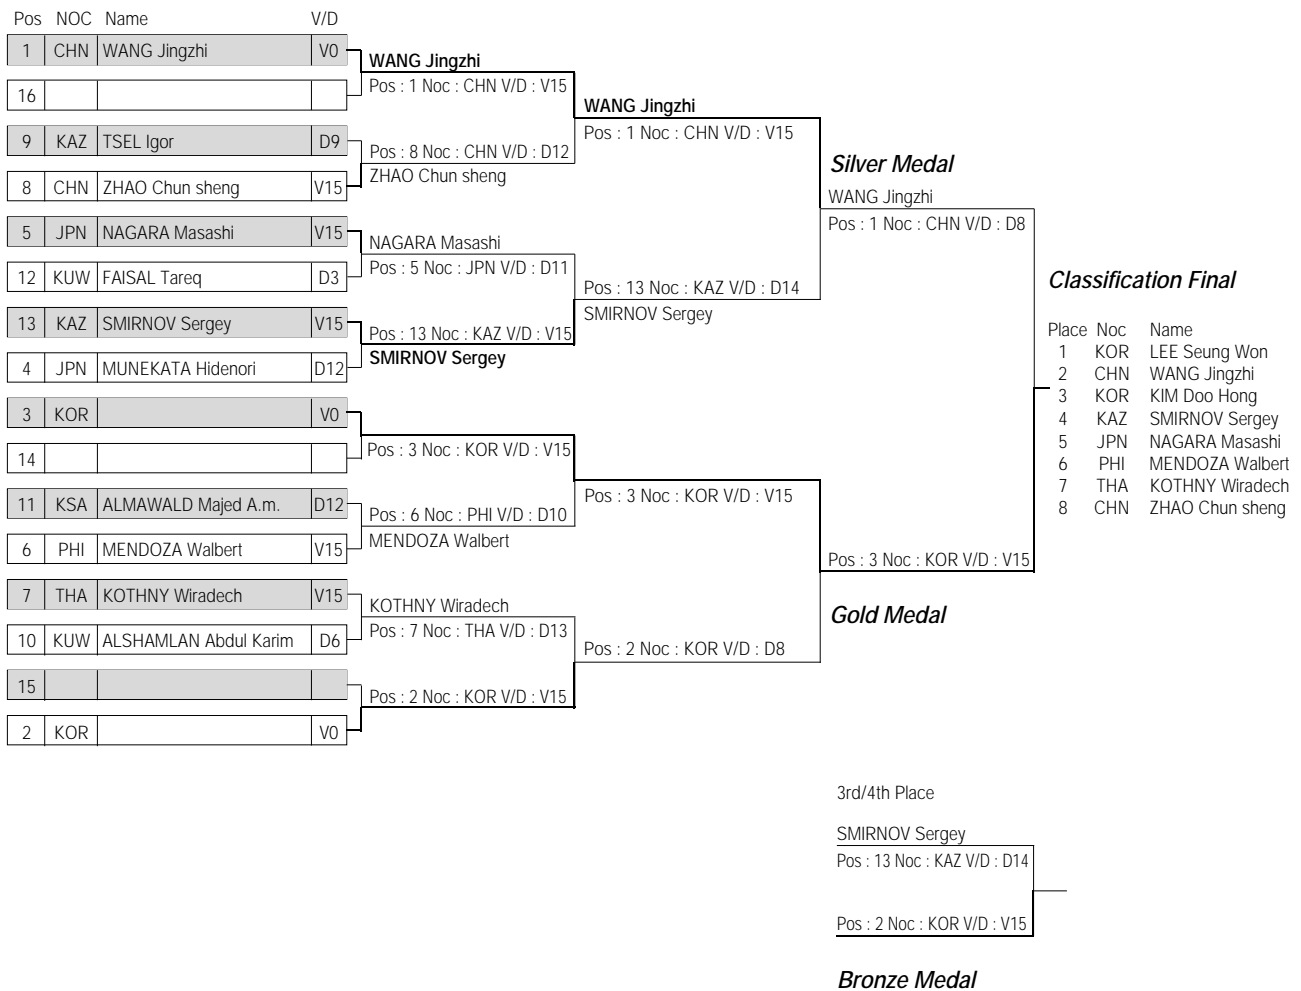 Pos NOC Name V/D
1 CHN WANG Jingzhi V0
16
9 KAZ TSEL Igor D9
8 CHN ZHAO Chun sheng V15
5 JPN NAGARA Masashi V15
12 KUW FAISAL Tareq D3
13 KAZ SMIRNOV Sergey V15
4 JPN MUNEKATA Hidenori D12
3 KOR V0
14
11 KSA ALMAWALD Majed A.m. D12
6 PHI MENDOZA Walbert V15
7 THA KOTHNY Wiradech V15
10 KUW ALSHAMLAN Abdul Karim D6
15
2 KOR V0
WANG Jingzhi
Pos : 1 Noc : CHN V/D : V15
Pos : 8 Noc : CHN V/D : D12
ZHAO Chun sheng
NAGARA Masashi
Pos : 5 Noc : JPN V/D : D11
Pos : 13 Noc : KAZ V/D : V15
SMIRNOV Sergey
Pos : 3 Noc : KOR V/D : V15
Pos : 6 Noc : PHI V/D : D10
MENDOZA Walbert
KOTHNY Wiradech
Pos : 7 Noc : THA V/D : D13
Pos : 2 Noc : KOR V/D : V15
WANG Jingzhi
Pos : 1 Noc : CHN V/D : V15
Pos : 13 Noc : KAZ V/D : D14
SMIRNOV Sergey
Pos : 3 Noc : KOR V/D : V15
Pos : 2 Noc : KOR V/D : D8
Silver Medal
WANG Jingzhi
Pos : 1 Noc : CHN V/D : D8
Pos : 3 Noc : KOR V/D : V15
Gold Medal
Classification Final
Place Noc Name
1 KOR LEE Seung Won
2 CHN WANG Jingzhi
3 KOR KIM Doo Hong
4 KAZ SMIRNOV Sergey
5 JPN NAGARA Masashi
6 PHI MENDOZA Walbert
7 THA KOTHNY Wiradech
8 CHN ZHAO Chun sheng
3rd/4th Place
SMIRNOV Sergey
Pos : 13 Noc : KAZ V/D : D14
Pos : 2 Noc : KOR V/D : V15
Bronze Medal